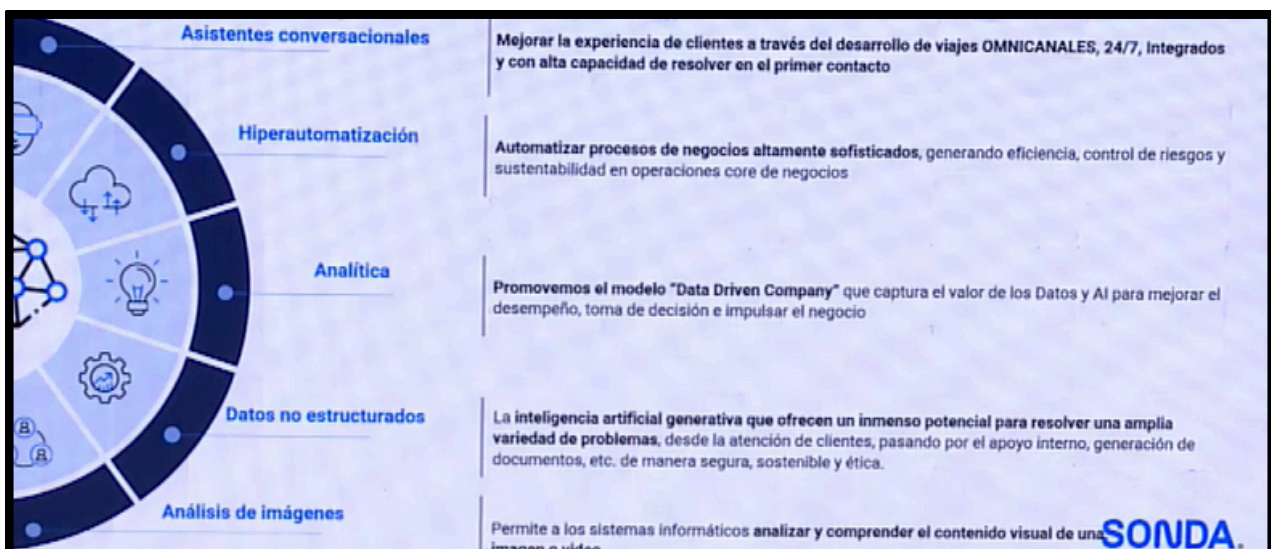 Asistentes conversacionales
Mejorar la experiencia de clientes a través del desarrollo de viajes OMNICANALES, 24/7, Integrados
y con alta capacidad de resolver en el primer contacto
Hiperautomatización
Automatizar procesos de negocios altamente sofisticados, generando eficiencia, control de riesgos y
sustentabilidad en operaciones core de negocios
Analítica
Promovemos el modelo "Data Driven Company" que captura el valor de los Datos y AI para mejorar el
desempeño, toma de decisión e impulsar el negocio
Datos no estructurados
La inteligencia artificial generativa que ofrecen un inmenso potencial para resolver una amplia
variedad de problemas, desde la atención de clientes, pasando por el apoyo interno, generación de
documentos, etc. de manera segura, sostenible y ética.
Análisis de imágenes
Permite a los sistemas informáticos analizar y comprender el contenido visual de una
imagen o video
SONDA.